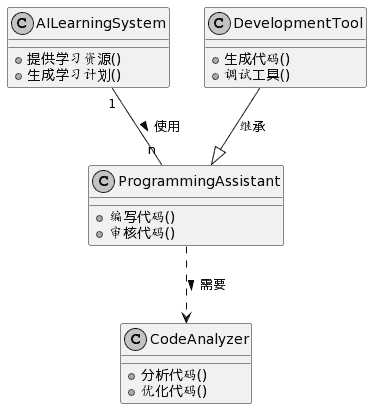 C AILearningSystem
提供学习资源()
生成学习计划()
C DevelopmentTool
生成代码()
调试工具()
1
使用
n
继承
C ProgrammingAssistant
编写代码()
审核代码()
需要
C CodeAnalyzer
分析代码()
优化代码()